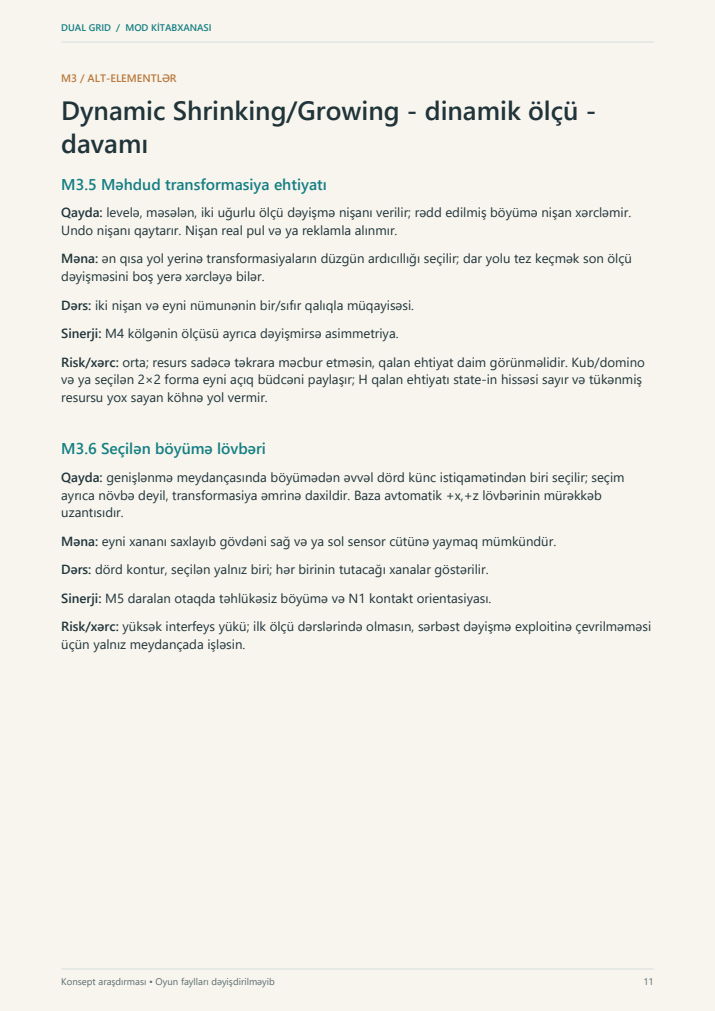 DUAL GRID / MOD KİTABXANASI
M3 / ALT-ELEMENTLƏR
Dynamic Shrinking/Growing - dinamik ölçü -
davamı
M3.5 Məhdud transformasiya ehtiyatı
Qayda: levelə, məsələn, iki uğurlu ölçü dəyişmə nişanı verilir; rədd edilmiş böyümə nişan xərcləmir.
Undo nişanı qaytarır. Nişan real pul və ya reklamla alınmır.
Məna: ən qısa yol yerinə transformasiyaların düzgün ardıcıllığı seçilir; dar yolu tez keçmək son ölçü
dəyişməsini boş yerə xərcləyə bilər.
Dərs: iki nişan və eyni nümunənin bir/sıfır qalıqla müqayisəsi.
Sinerji: M4 kölgənin ölçüsü ayrıca dəyişmirsə asimmetriya.
Risk/xərc: orta; resurs sadəcə təkrara məcbur etməsin, qalan ehtiyat daim görünməlidir. Kub/domino
və ya seçilən 2×2 forma eyni açıq büdcəni paylaşır; H qalan ehtiyatı state-in hissəsi sayır və tükənmiş
resursu yox sayan köhnə yol vermir.
M3.6 Seçilən böyümə lövbəri
Qayda: genişlənmə meydançasında böyümədən əvvəl dörd künc istiqamətindən biri seçilir; seçim
ayrıca növbə deyil, transformasiya əmrinə daxildir. Baza avtomatik +x,+z lövbərinin mürəkkəb
uzantısıdır.
Məna: eyni xananı saxlayıb gövdəni sağ və ya sol sensor cütünə yaymaq mümkündür.
Dərs: dörd kontur, seçilən yalnız biri; hər birinin tutacağı xanalar göstərilir.
Sinerji: M5 daralan otaqda təhlükəsiz böyümə və N1 kontakt orientasiyası.
Risk/xərc: yüksək interfeys yükü; ilk ölçü dərslərində olmasın, sərbəst dəyişmə exploitinə çevrilməməsi
üçün yalnız meydançada işləsin.
Konsept araşdırması • Oyun faylları dəyişdirilməyib
11